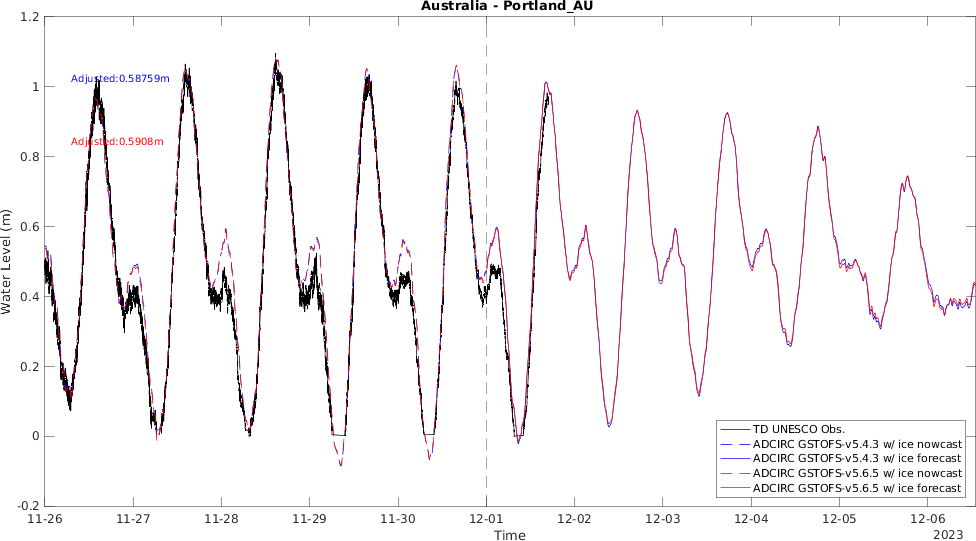 Australia - Portland_AU
1.2
1
0.8
0.6
0.4
0.2
0
-0.2
Water Level (m)
Adjusted:0.58759m
Adjusted:0.5908m
TD UNESCO Obs.
ADCIRC GSTOFS-v5.4.3 w/ ice nowcast
ADCIRC GSTOFS-v5.4.3 w/ ice forecast
ADCIRC GSTOFS-v5.6.5 w/ ice nowcast
ADCIRC GSTOFS-v5.6.5 w/ ice forecast
11-26 11-27 11-28 11-29 11-30 12-01 12-02 12-03 12-04 12-05 12-06
Time
2023